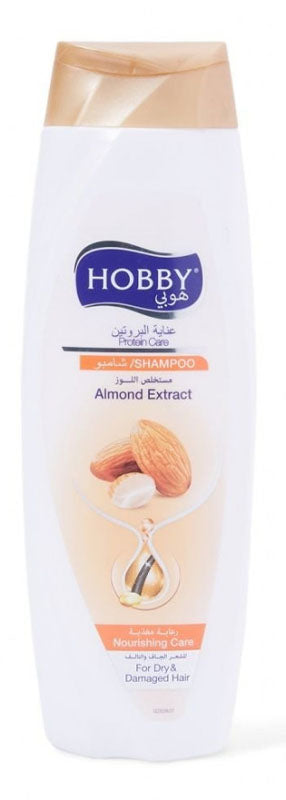 HOBBY®
هوبي
عناية البروتين
Protein Care
شامبو/SHAMPOO
مستخلص اللوز
Almond Extract
رعاية مغذية
Nourishing Care
للشعر الجاف والتالف
For Dry &
Damaged Hair